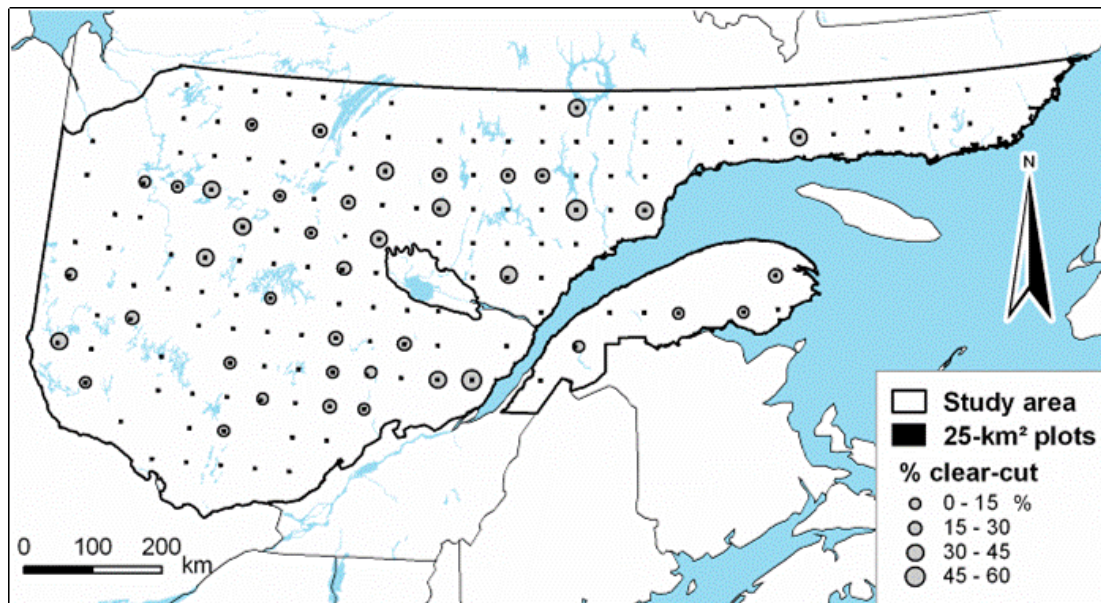 N
Study area
25-km² plots
% clear-cut
0 - 15 %
15 - 30
30 - 45
45 - 60
0 100 200
km